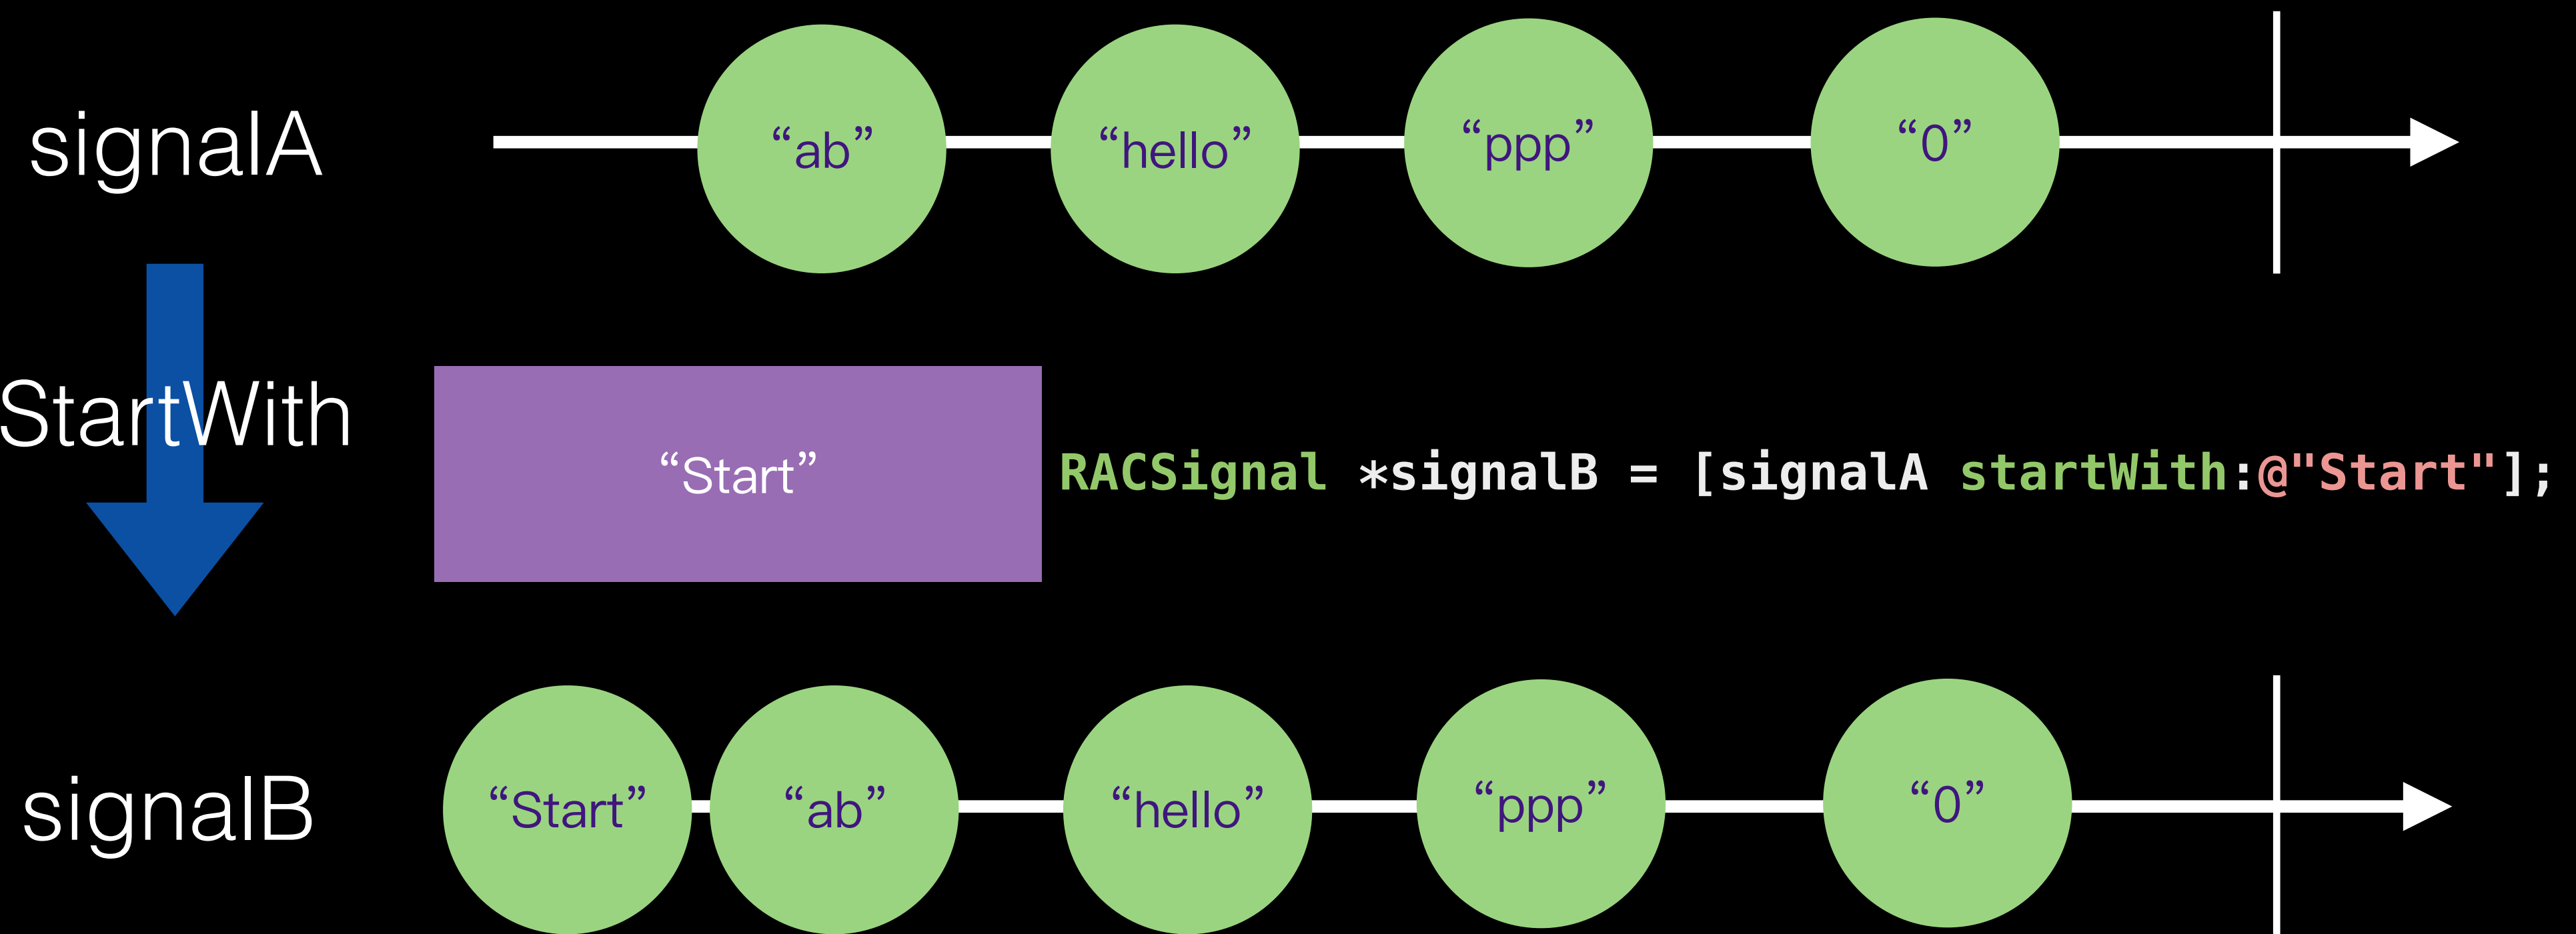 signalA
“ab” “hello” “ppp” “0”
StartWith
“Start”
RACSignal *signalB = [signalA startWith:@"Start"];
signalB
“Start” “ab” “hello” “ppp” “0”